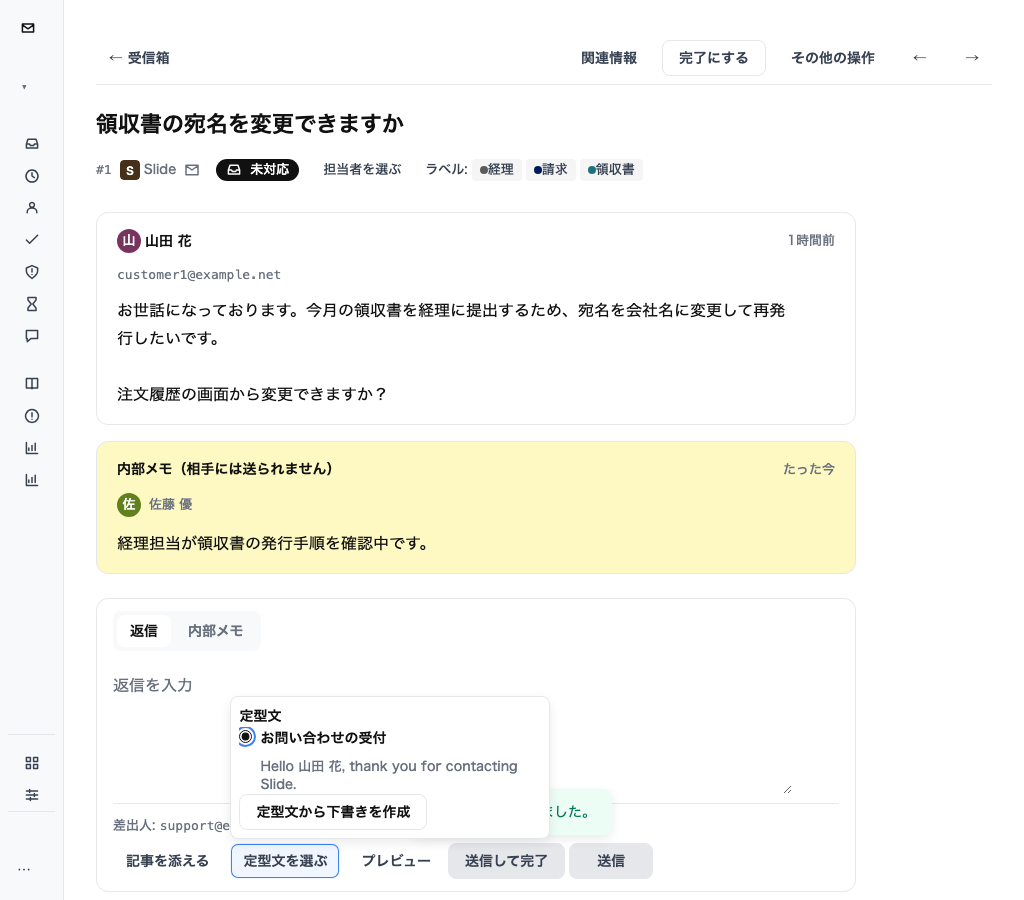 ← 受信箱
関連情報
完了にする
その他の操作
←
→
領収書の宛名を変更できますか
#1 S Slide 未対応 担当者を選ぶ ラベル: 経理 請求 領収書
山 山田 花
1時間前
customer1@example.net
お世話になっております。今月の領収書を経理に提出するため、宛名を会社名に変更して再発
行したいです。
注文履歴の画面から変更できますか？
内部メモ（相手には送られません）
たった今
佐 佐藤 優
経理担当が領収書の発行手順を確認中です。
返信
内部メモ
返信を入力
定型文
お問い合わせの受付
Hello 山田 花, thank you for contacting
Slide.
定型文から下書きを作成
ました。
差出人: support@e
記事を添える
定型文を選ぶ
プレビュー
送信して完了
送信